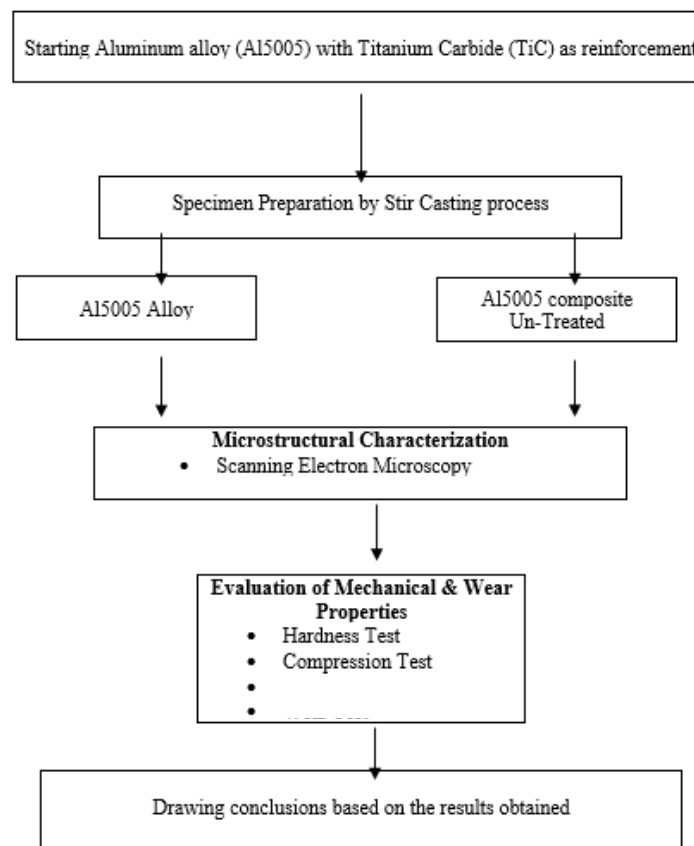 Starting Aluminum alloy (Al5005) with Titanium Carbide (TiC) as reinforcement
Specimen Preparation by Stir Casting process
Al5005 Alloy
Al5005 composite
Un-Treated
Microstructural Characterization
• Scanning Electron Microscopy
Evaluation of Mechanical & Wear
Properties
• Hardness Test
• Compression Test
•
•
Drawing conclusions based on the results obtained